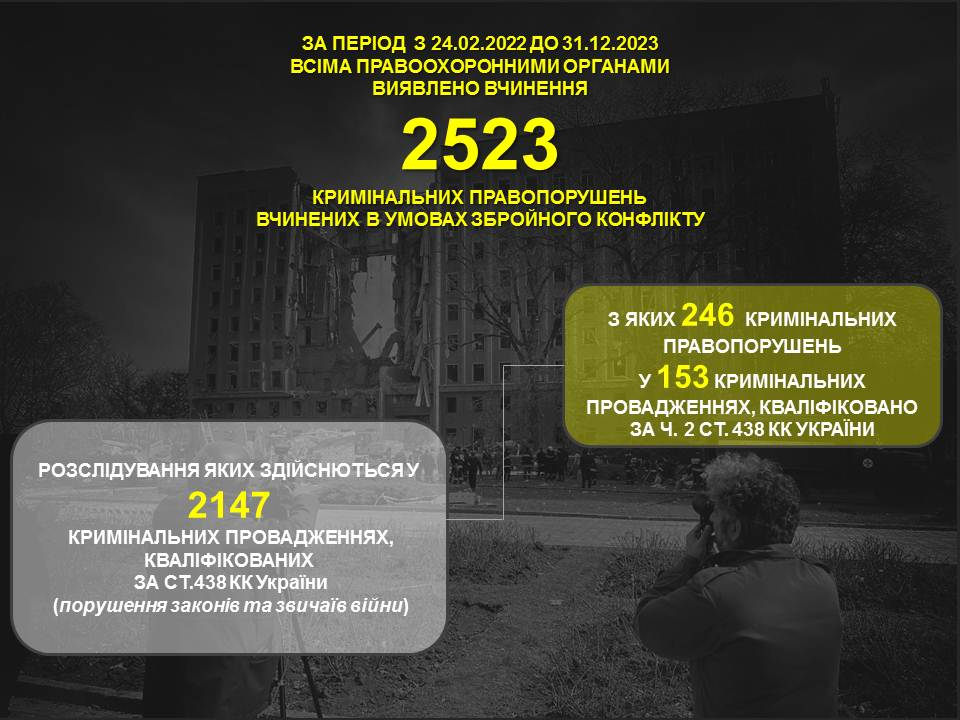 ЗА ПЕРІОД З 24.02.2022 ДО 31.12.2023
ВСІМА ПРАВООХОРОННИМИ ОРГАНАМИ
ВИЯВЛЕНО ВЧИНЕННЯ
2523
КРИМІНАЛЬНИХ ПРАВОПОРУШЕНЬ
ВЧИНЕНИХ В УМОВАХ ЗБРОЙНОГО КОНФЛІКТУ
З ЯКИХ 246 КРИМІНАЛЬНИХ
ПРАВОПОРУШЕНЬ
У 153 КРИМІНАЛЬНИХ
ПРОВАДЖЕННЯХ, КВАЛІФІКОВАНО
ЗА Ч. 2 СТ. 438 КК УКРАЇНИ
РОЗСЛІДУВАННЯ ЯКИХ ЗДІЙСНЮТЬСЯ У
2147
КРИМІНАЛЬНИХ ПРОВАДЖЕННЯХ,
КВАЛІФІКОВАНИХ
ЗА СТ.438 КК України
(порушення законів та звичаїв війни)